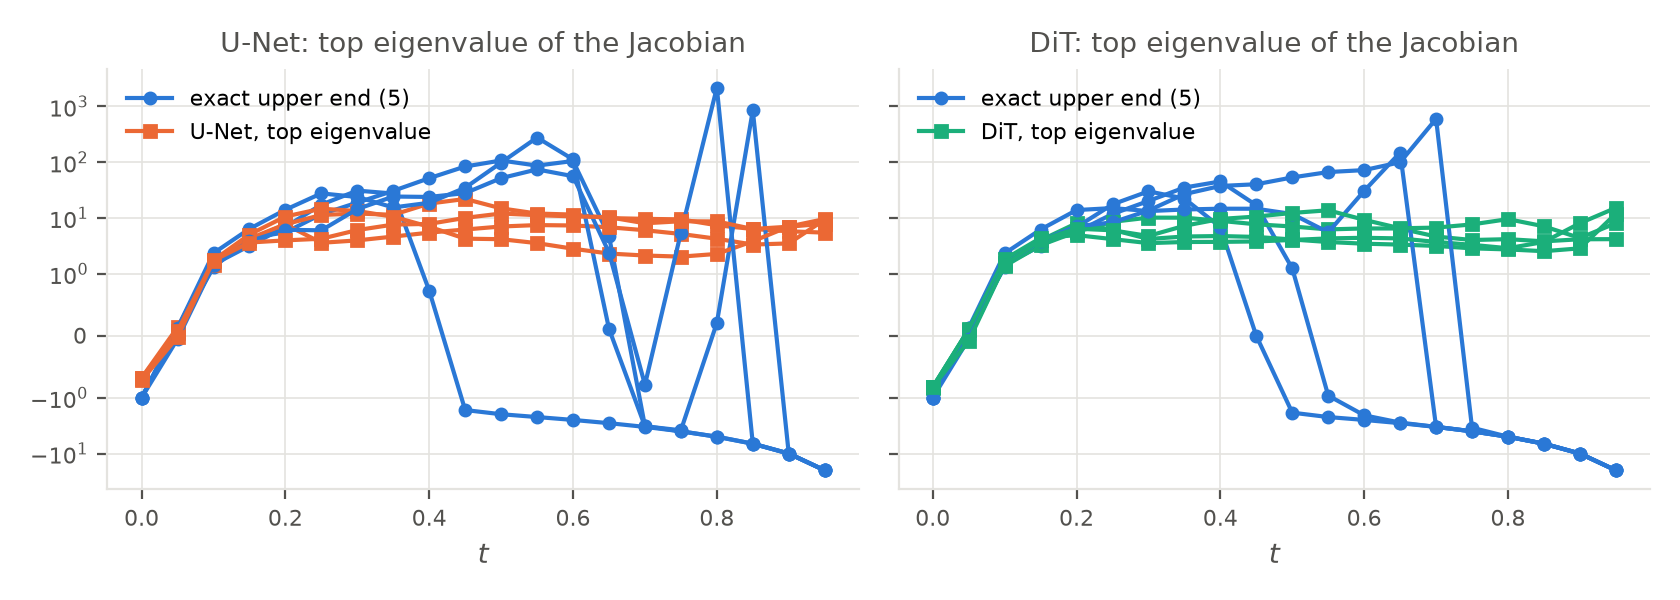 U-Net: top eigenvalue of the Jacobian
DiT: top eigenvalue of the Jacobian
exact upper end (5)
U-Net, top eigenvalue
exact upper end (5)
DiT, top eigenvalue
10³
10²
10¹
10⁰
0
−10⁰
−10¹
0.0 0.2 0.4 0.6 0.8
0.0 0.2 0.4 0.6 0.8
t
t